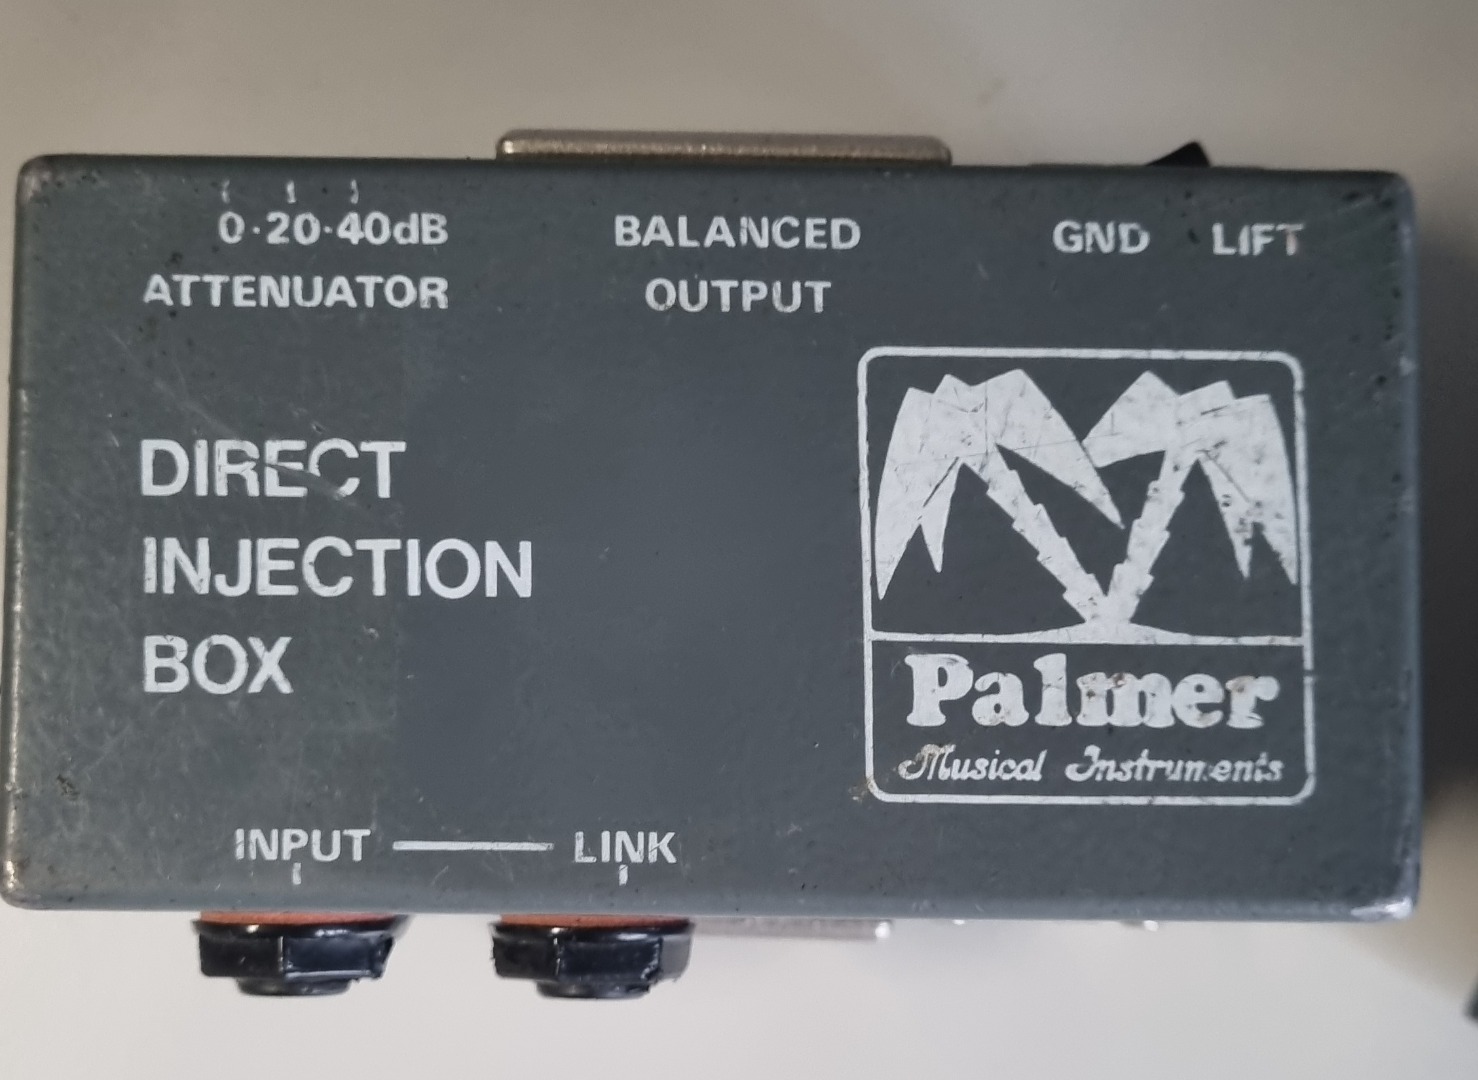 0·20·40dB
ATTENUATOR
BALANCED
OUTPUT
GND LIFT
DIRECT
INJECTION
BOX
Palmer
Musical Instruments
INPUT LINK